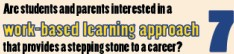 Are students and parents interested in a
work-based learning approach
that provides a stepping stone to a career?
7